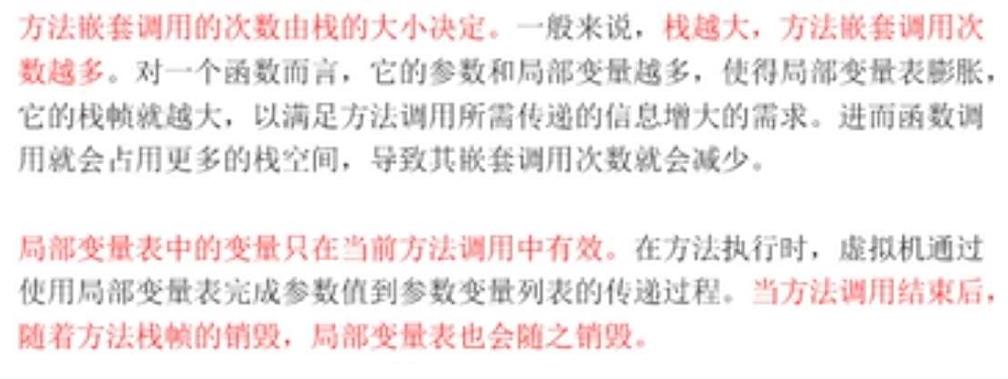 方法嵌套调用的次数由栈的大小决定。一般来说，栈越大，方法嵌套调用次
数越多。对一个函数而言，它的参数和局部变量越多，使得局部变量表膨胀，
它的栈帧就越大，以满足方法调用所需传递的信息增大的需求。进而函数调
用就会占用更多的栈空间，导致其嵌套调用次数就会减少。
局部变量表中的变量只在当前方法调用中有效。在方法执行时，虚拟机通过
使用局部变量表完成参数值到参数变量列表的传递过程。当方法调用结束后，
随着方法栈帧的销毁，局部变量表也会随之销毁。